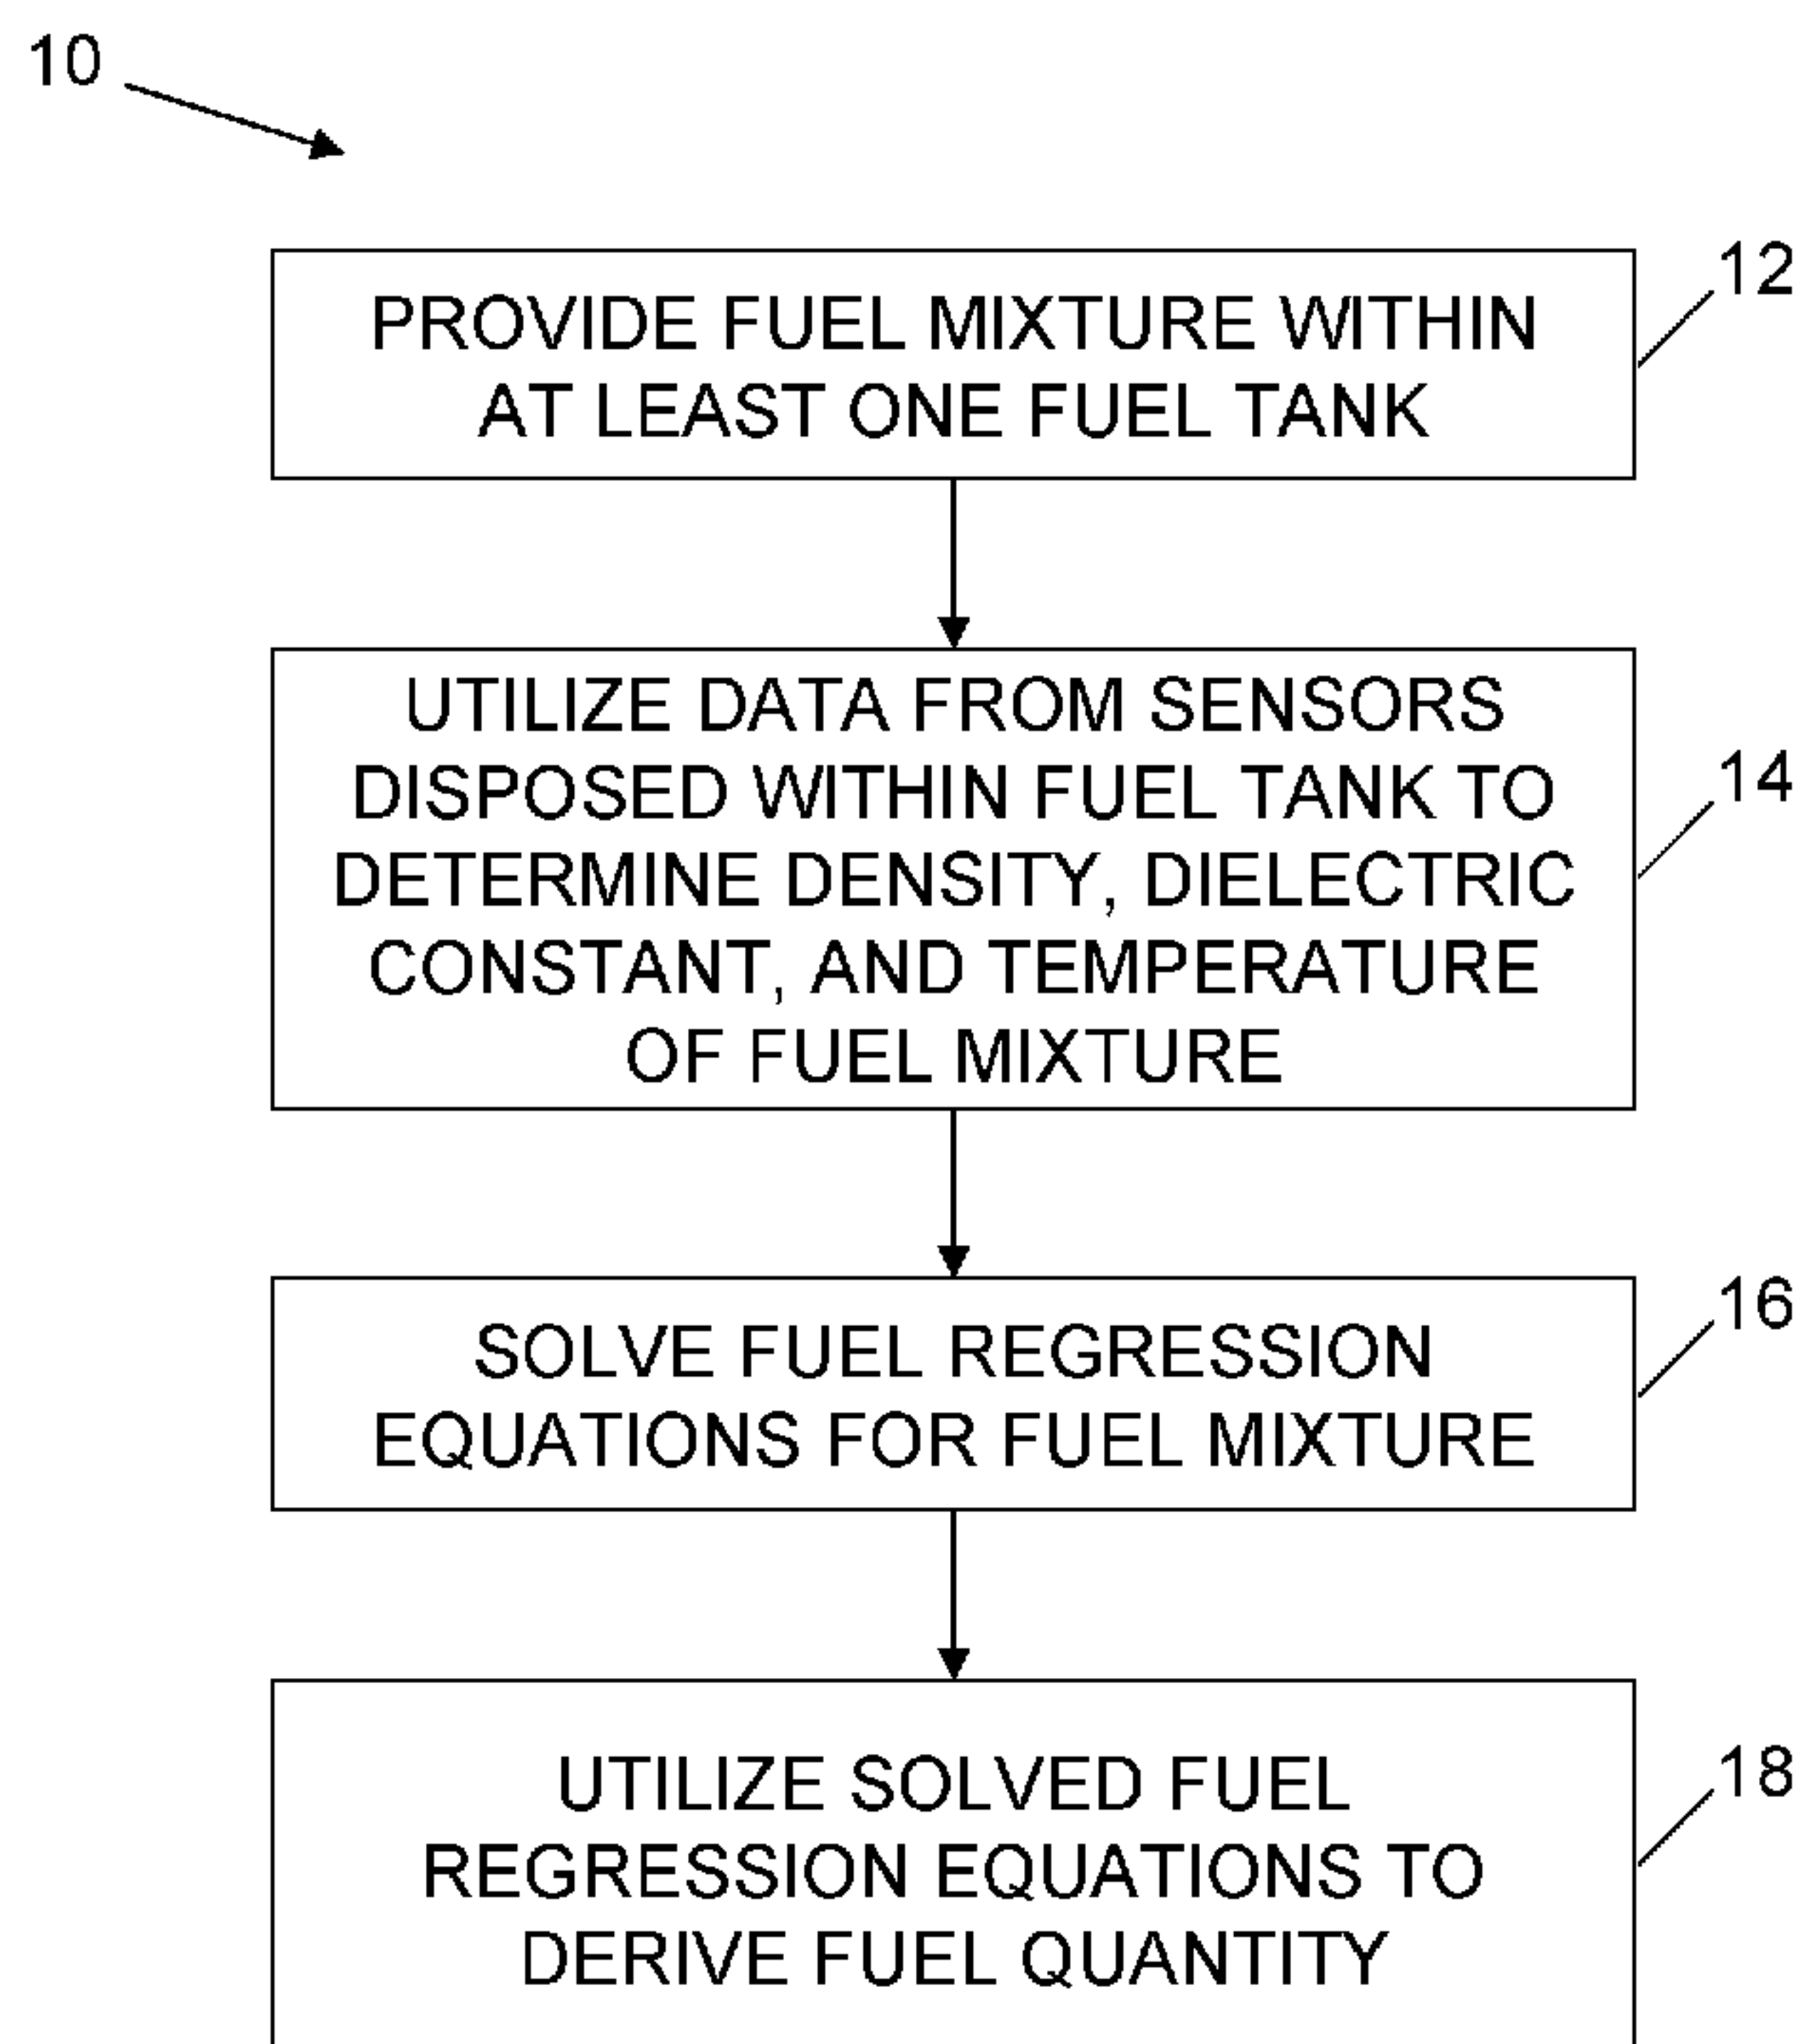 10
12
PROVIDE FUEL MIXTURE WITHIN
AT LEAST ONE FUEL TANK
14
UTILIZE DATA FROM SENSORS
DISPOSED WITHIN FUEL TANK TO
DETERMINE DENSITY, DIELECTRIC
CONSTANT, AND TEMPERATURE
OF FUEL MIXTURE
16
SOLVE FUEL REGRESSION
EQUATIONS FOR FUEL MIXTURE
18
UTILIZE SOLVED FUEL
REGRESSION EQUATIONS TO
DERIVE FUEL QUANTITY